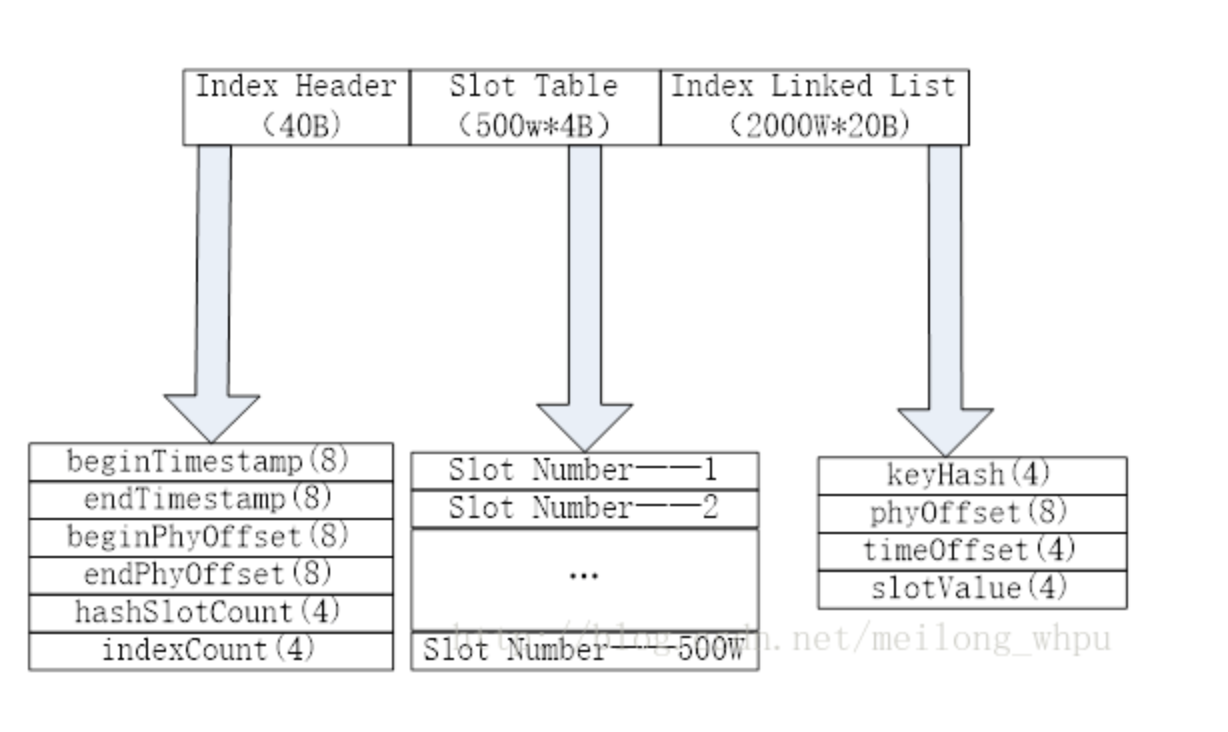 Index Header
(40B)
Slot Table
(500w*4B)
Index Linked List
(2000W*20B)
beginTimestamp(8)
endTimestamp(8)
beginPhyOffset(8)
endPhyOffset(8)
hashSlotCount(4)
indexCount(4)
Slot Number——1
Slot Number——2
...
Slot Number——500W
keyHash(4)
phyOffset(8)
timeOffset(4)
slotValue(4)
http://blog.csdn.net/meilong_whpu